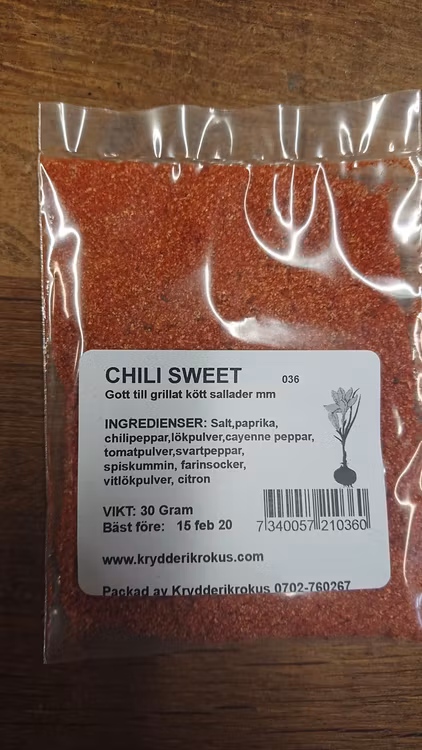 CHILI SWEET 036
Gott till grillat kött sallader mm
INGREDIENSER: Salt,paprika,
chilipeppar,lökpulver,cayenne peppar,
tomatpulver,svartpeppar,
spiskummin, farinsocker,
vitlökpulver, citron
VIKT: 30 Gram
Bäst före: 15 feb 20
7 340057 210360
www.krydderikrokus.com
Packad av Krydderikrokus 0702-760267